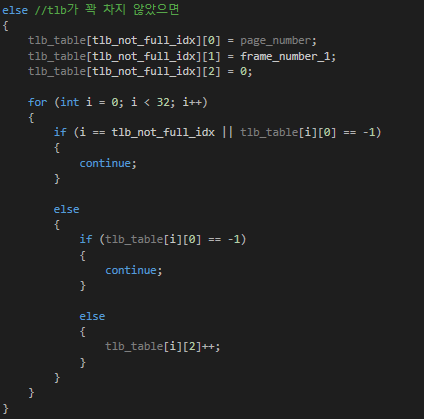 else //tlb가 꽉 차지 않았으면
{
    tlb_table[tlb_not_full_idx][0] = page_number;
    tlb_table[tlb_not_full_idx][1] = frame_number_1;
    tlb_table[tlb_not_full_idx][2] = 0;

    for (int i = 0; i < 32; i++)
    {
        if (i == tlb_not_full_idx || tlb_table[i][0] == -1)
        {
            continue;
        }

        else
        {
            if (tlb_table[i][0] == -1)
            {
                continue;
            }

            else
            {
                tlb_table[i][2]++;
            }
        }
    }
}